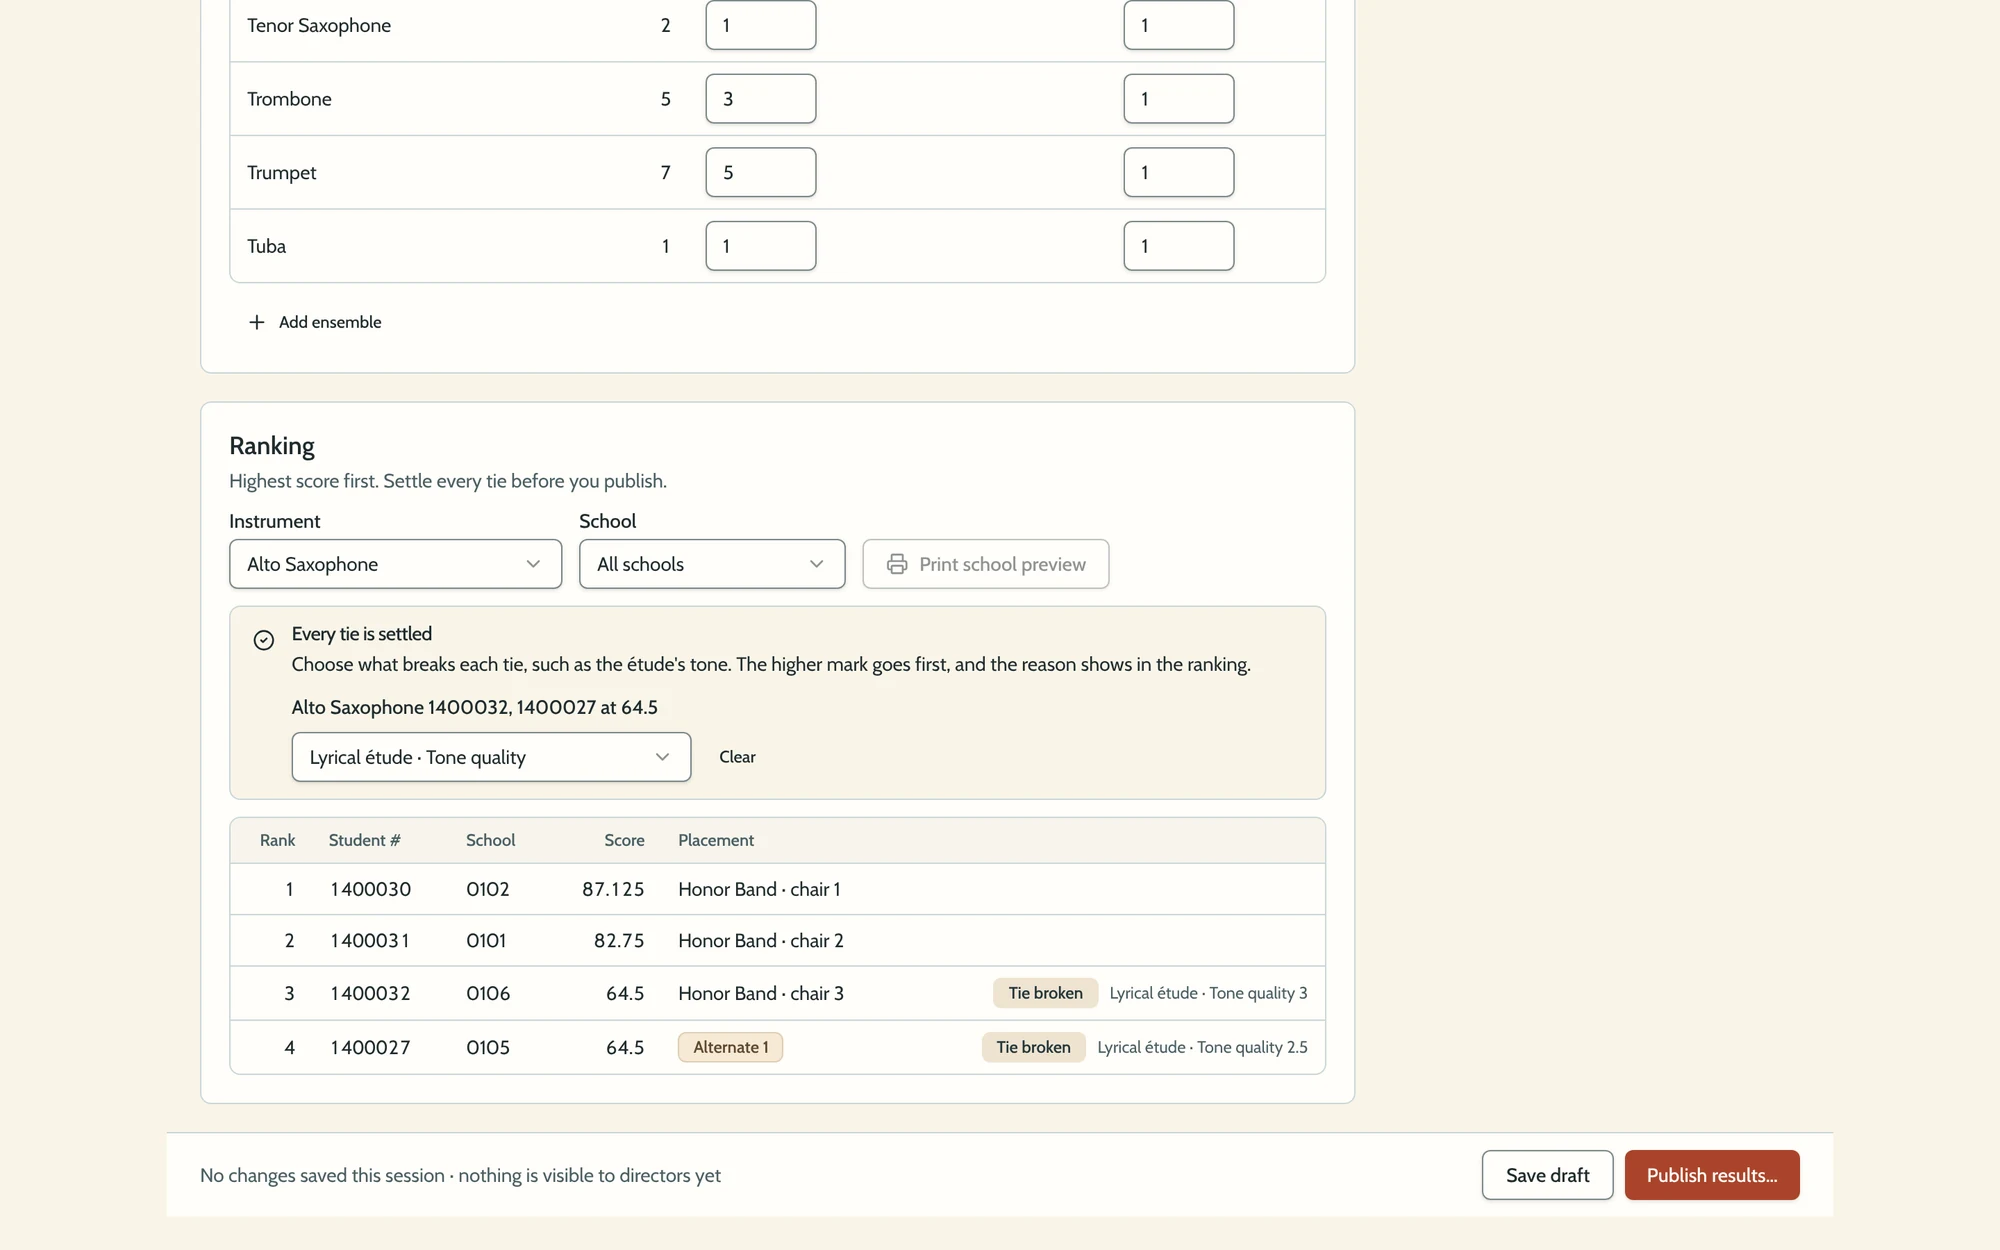 Tenor Saxophone 2 1 1
Trombone 5 3 1
Trumpet 7 5 1
Tuba 1 1 1
Add ensemble
Ranking
Highest score first. Settle every tie before you publish.
Instrument School
Alto Saxophone All schools Print school preview
Every tie is settled
Choose what breaks each tie, such as the étude's tone. The higher mark goes first, and the reason shows in the ranking.
Alto Saxophone 1400032, 1400027 at 64.5
Lyrical étude · Tone quality Clear
Rank Student # School Score Placement
1 1400030 0102 87.125 Honor Band · chair 1
2 1400031 0101 82.75 Honor Band · chair 2
3 1400032 0106 64.5 Honor Band · chair 3 Tie broken Lyrical étude · Tone quality 3
4 1400027 0105 64.5 Alternate 1 Tie broken Lyrical étude · Tone quality 2.5
No changes saved this session · nothing is visible to directors yet Save draft Publish results...